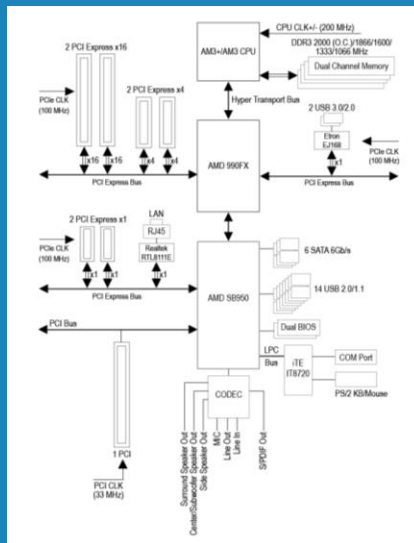 CPU CLK+/- (200 MHz)
AM3+/AM3 CPU
DDR3 2000 (O.C.)/1866/1600/
1333/1066 MHz
Dual Channel Memory
Hyper Transport Bus
2 PCI Express x16
2 PCI Express x4
PCIe CLK
(100 MHz)
x16
x16
x4
x4
PCI Express Bus
AMD 990FX
2 USB 3.0/2.0
Etron
EJ168
x1
PCIe CLK
(100 MHz)
PCI Express Bus
2 PCI Express x1
LAN
RJ45
Realtek
RTL8111E
PCIe CLK
(100 MHz)
x1
x1
x1
PCI Express Bus
PCI Bus
AMD SB950
6 SATA 6Gb/s
14 USB 2.0/1.1
Dual BIOS
LPC
Bus
iTE
IT8720
COM Port
PS/2 KB/Mouse
CODEC
Surround Speaker Out
Center/Subwoofer Speaker Out
Side Speaker Out
MIC
Line Out
Line In
S/PDIF Out
1 PCI
PCI CLK
(33 MHz)